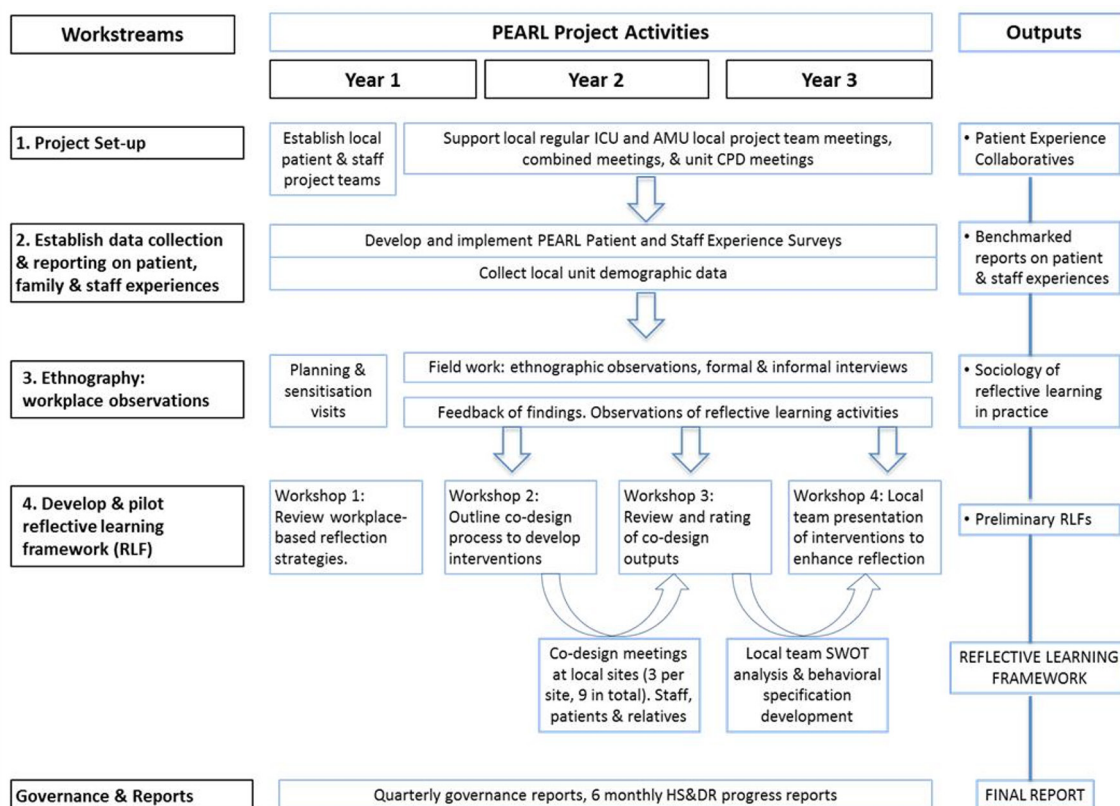 Workstreams
PEARL Project Activities
Outputs
Year 1
Year 2
Year 3
1. Project Set-up
Establish local
patient & staff
project teams
Support local regular ICU and AMU local project team meetings,
combined meetings, & unit CPD meetings
• Patient Experience
Collaboratives
2. Establish data collection
& reporting on patient,
family & staff experiences
Develop and implement PEARL Patient and Staff Experience Surveys
Collect local unit demographic data
• Benchmarked
reports on patient
& staff experiences
3. Ethnography:
workplace observations
Planning &
sensitisation
visits
Field work: ethnographic observations, formal & informal interviews
Feedback of findings. Observations of reflective learning activities
• Sociology of
reflective learning
in practice
4. Develop & pilot
reflective learning
framework (RLF)
Workshop 1:
Review workplace-
based reflection
strategies.
Workshop 2:
Outline co-design
process to develop
interventions
Workshop 3:
Review and rating
of co-design
outputs
Workshop 4: Local
team presentation
of interventions to
enhance reflection
• Preliminary RLFs
Co-design meetings
at local sites (3 per
site, 9 in total). Staff,
patients & relatives
Local team SWOT
analysis & behavioral
specification
development
REFLECTIVE LEARNING
FRAMEWORK
Governance & Reports
Quarterly governance reports, 6 monthly HS&DR progress reports
FINAL REPORT